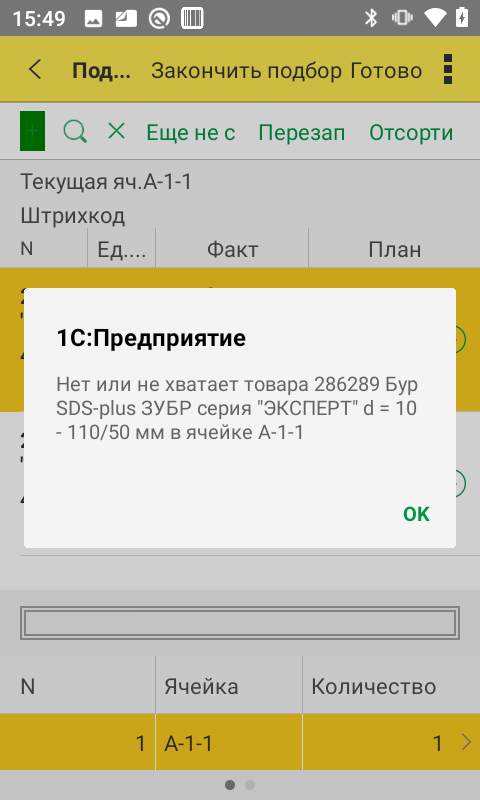 15:49
Под... Закончить подбор Готово
Еще не с Перезап Отсорти
Текущая яч.А-1-1
Штрихкод
N Ед.... Факт План
1С:Предприятие
Нет или не хватает товара 286289 Бур
SDS-plus ЗУБР серия "ЭКСПЕРТ" d = 10
- 110/50 мм в ячейке А-1-1
OK
N Ячейка Количество
1 А-1-1 1